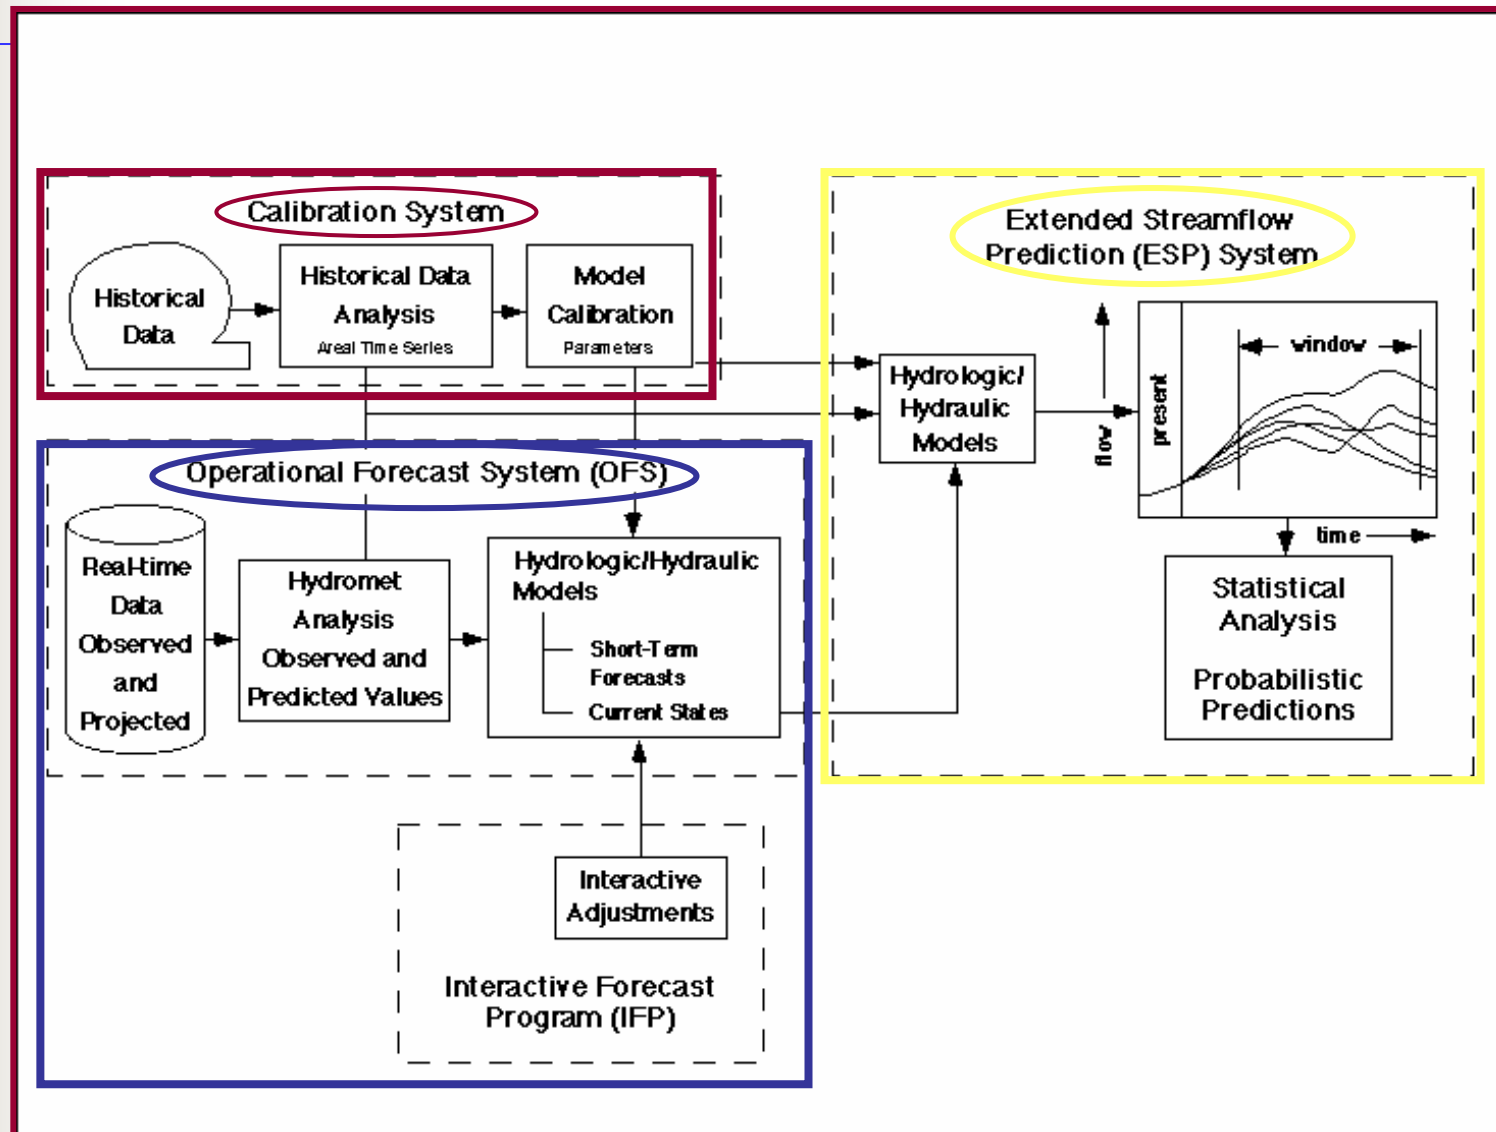 Calibration System
Historical
Data
Historical Data
Analysis
Areal Time Series
Model
Calibration
Parameters
Operational Forecast System (OFS)
Real-time
Data
Observed
and
Projected
Hydromet
Analysis
Observed and
Predicted Values
Hydrologic/Hydraulic
Models
Short-Term
Forecasts
Current States
Interactive
Adjustments
Interactive Forecast
Program (IFP)
Extended Streamflow
Prediction (ESP) System
Hydrologic/
Hydraulic
Models
flow
present
window
time
Statistical
Analysis
Probabilistic
Predictions